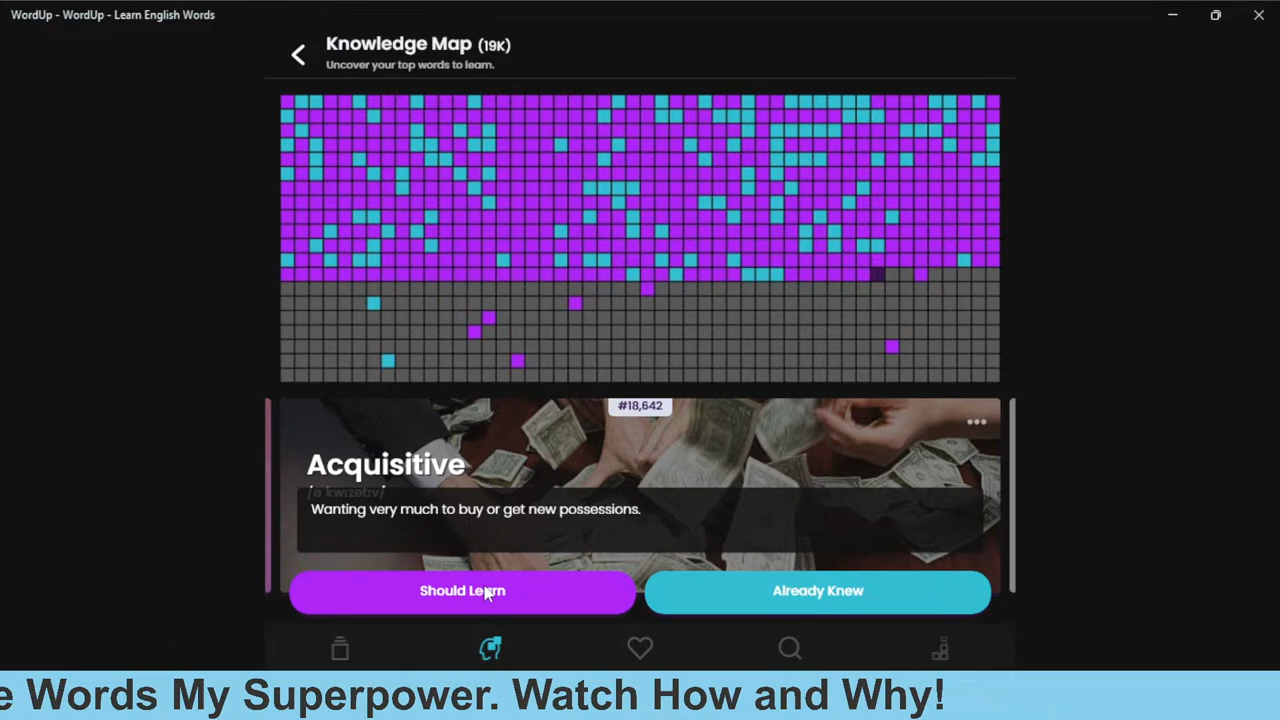 WordUp - WordUp - Learn English Words
Knowledge Map (19K)
Uncover your top words to learn.
#18,642
Acquisitive
/ə kwɪzətɪv/
Wanting very much to buy or get new possessions.
Should Learn
Already Knew
e Words My Superpower. Watch How and Why!